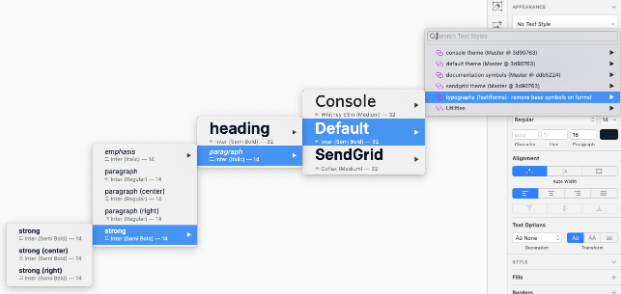 APPEARANCE
No Text Style
Search Text Styles
console theme (Master @ 3d90763)
default theme (Master @ 3d90763)
documentation symbols (Master @ ddb6224)
sendgrid theme (Master @ 3d90763)
typography (text/forms) - remove base symbols on forms)
Utilities
Console
Whitney SSm (Medium) — 32
Default
Inter (Semi Bold) — 32
SendGrid
Colfax (Medium) — 32
heading
Inter (Semi Bold) — 32
paragraph
Inter (Italic) — 14
emphasis
Inter (Italic) — 14
paragraph
Inter (Regular) — 14
paragraph (center)
Inter (Regular) — 14
paragraph (right)
Inter (Regular) — 14
strong
Inter (Semi Bold) — 14
strong
Inter (Semi Bold) — 14
strong (center)
Inter (Semi Bold) — 14
strong (right)
Inter (Semi Bold) — 14
Regular 14
auto 16
Character Line Paragraph
Alignment
Auto Width
Text Options
Aa None Aa AA aa
Decoration Transform
STYLE
Fills
Borders